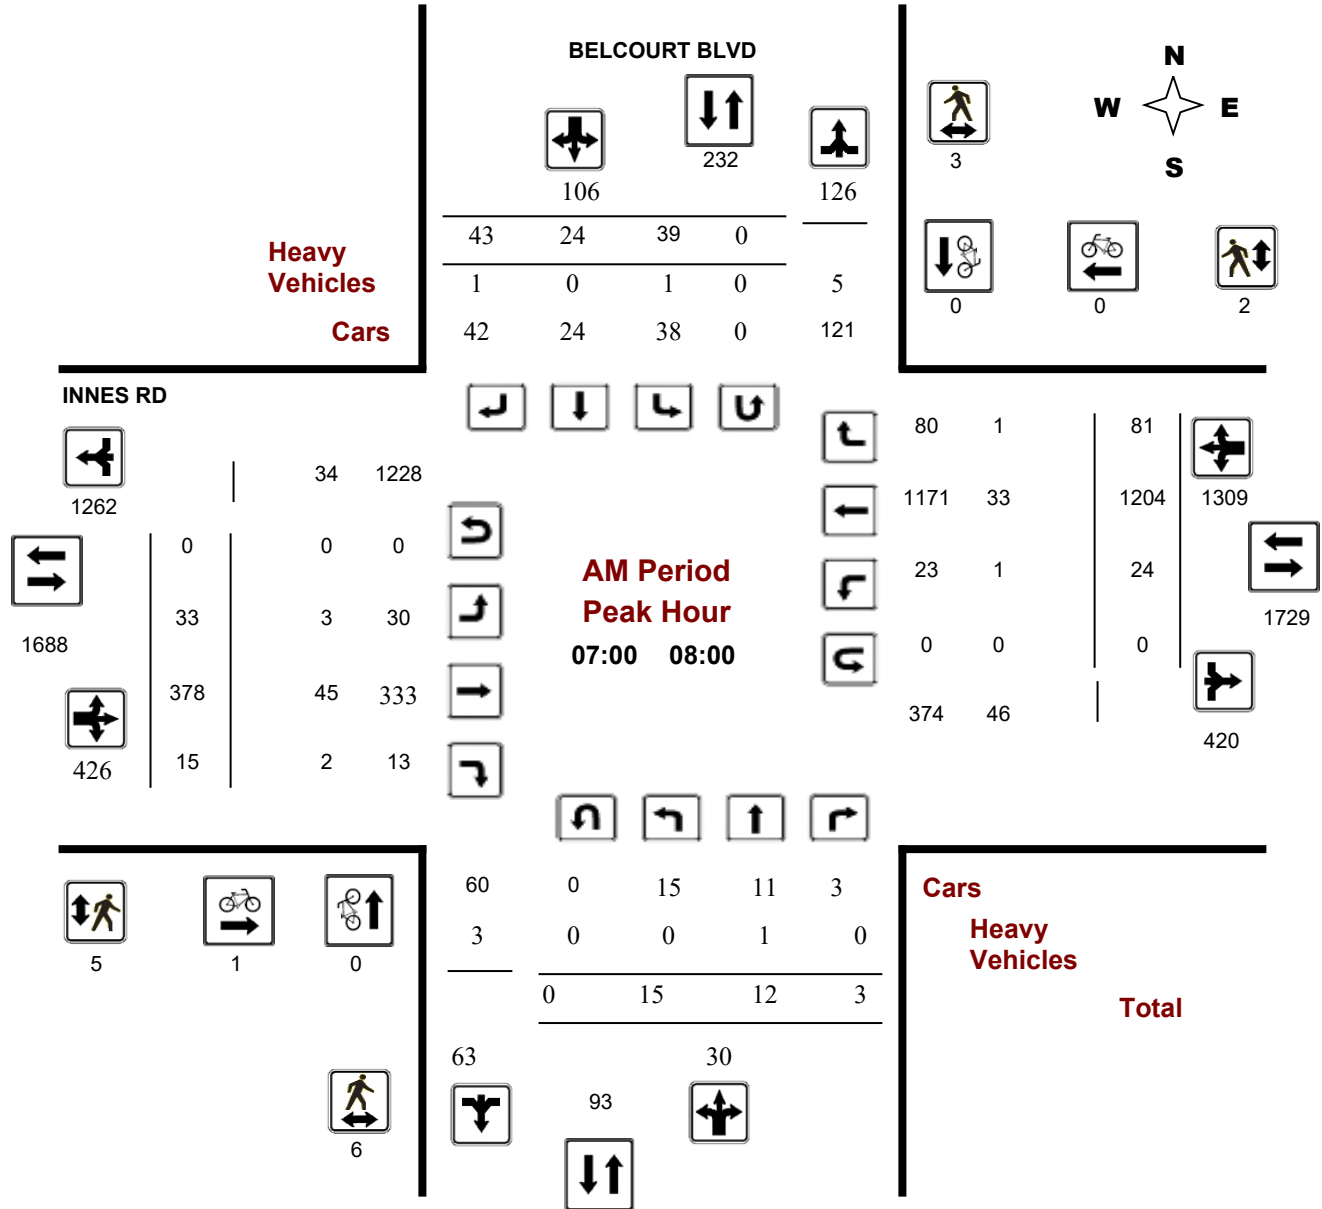 BELCOURT BLVD
N
W E
S
232
3
106 126
43 24 39 0
Heavy
Vehicles
1 0 1 0 5
0 0 2
Cars
42 24 38 0 121
INNES RD
80 1 81
34 1228
1262
1171 33 1204 1309
0 0 0
AM Period
23 1 24
33 3 30
Peak Hour
1729
1688
07:00 08:00
0 0 0
378 45 333
374 46
420
426 15 2 13
60 0 15 11 3
Cars
3 0 0 1 0
Heavy
Vehicles
5 1 0
0 15 12 3
Total
63 30
93
6